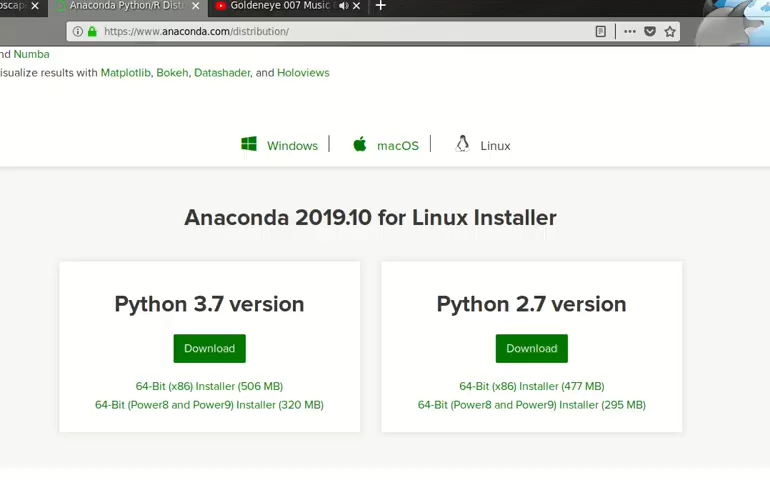 Anaconda Python/R Dist
Goldeneye 007 Music
https://www.anaconda.com/distribution/
nd Numba
isualize results with Matplotlib, Bokeh, Datashader, and Holoviews
Windows | macOS | Linux
Anaconda 2019.10 for Linux Installer
Python 3.7 version
Download
64-Bit (x86) Installer (506 MB)
64-Bit (Power8 and Power9) Installer (320 MB)
Python 2.7 version
Download
64-Bit (x86) Installer (477 MB)
64-Bit (Power8 and Power9) Installer (295 MB)